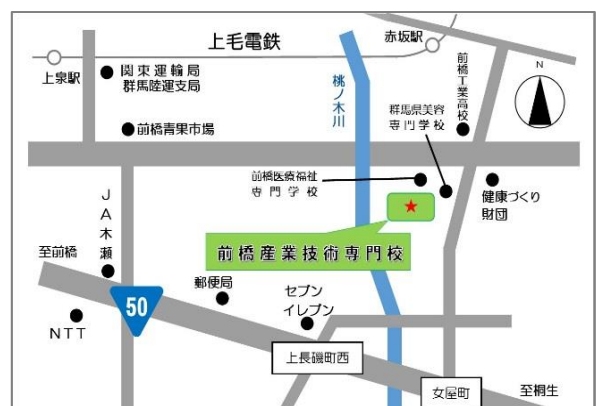 上毛電鉄
赤坂駅
上泉駅
関東運輸局
群馬陸運支局
前橋青果市場
桃ノ木川
前橋工業高校
群馬県美容
専門学校
N
前橋医療福祉
専門学校
健康づくり
財団
JA木瀬
前橋産業技術専門校
至前橋
50
郵便局
セブン
イレブン
NTT
上長磯町西
女屋町
至桐生